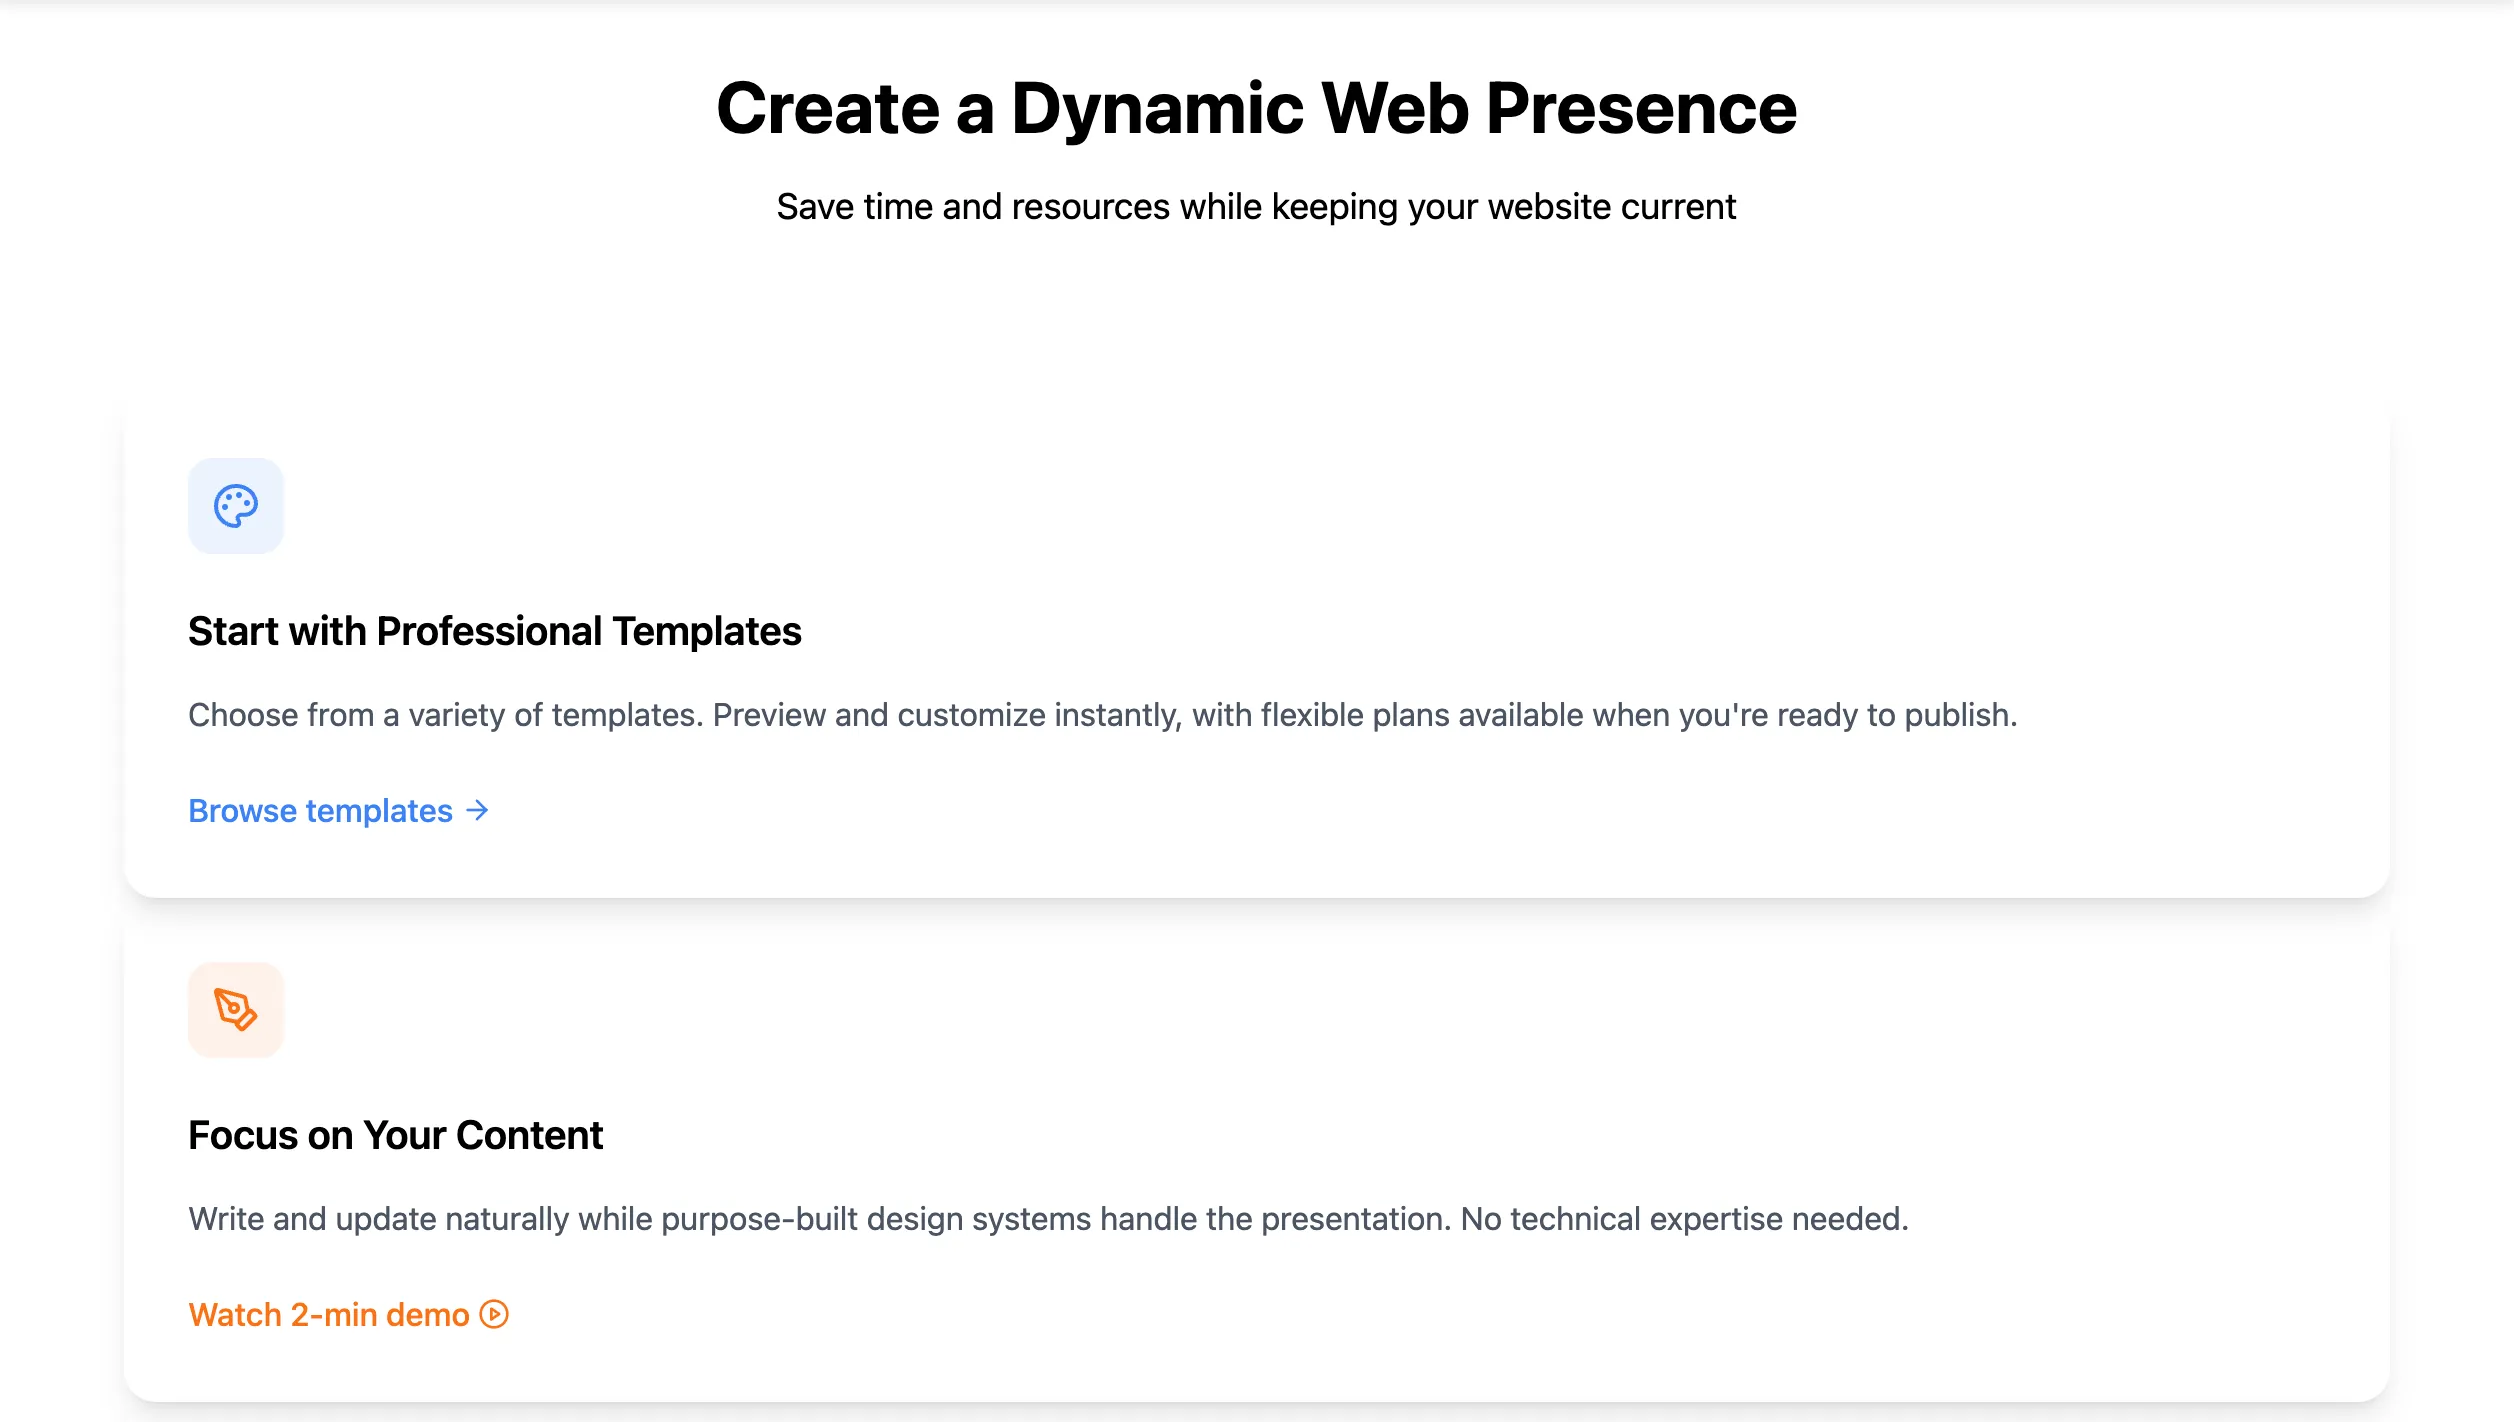 Create a Dynamic Web Presence
Save time and resources while keeping your website current
Start with Professional Templates
Choose from a variety of templates. Preview and customize instantly, with flexible plans available when you're ready to publish.
Browse templates →
Focus on Your Content
Write and update naturally while purpose-built design systems handle the presentation. No technical expertise needed.
Watch 2-min demo